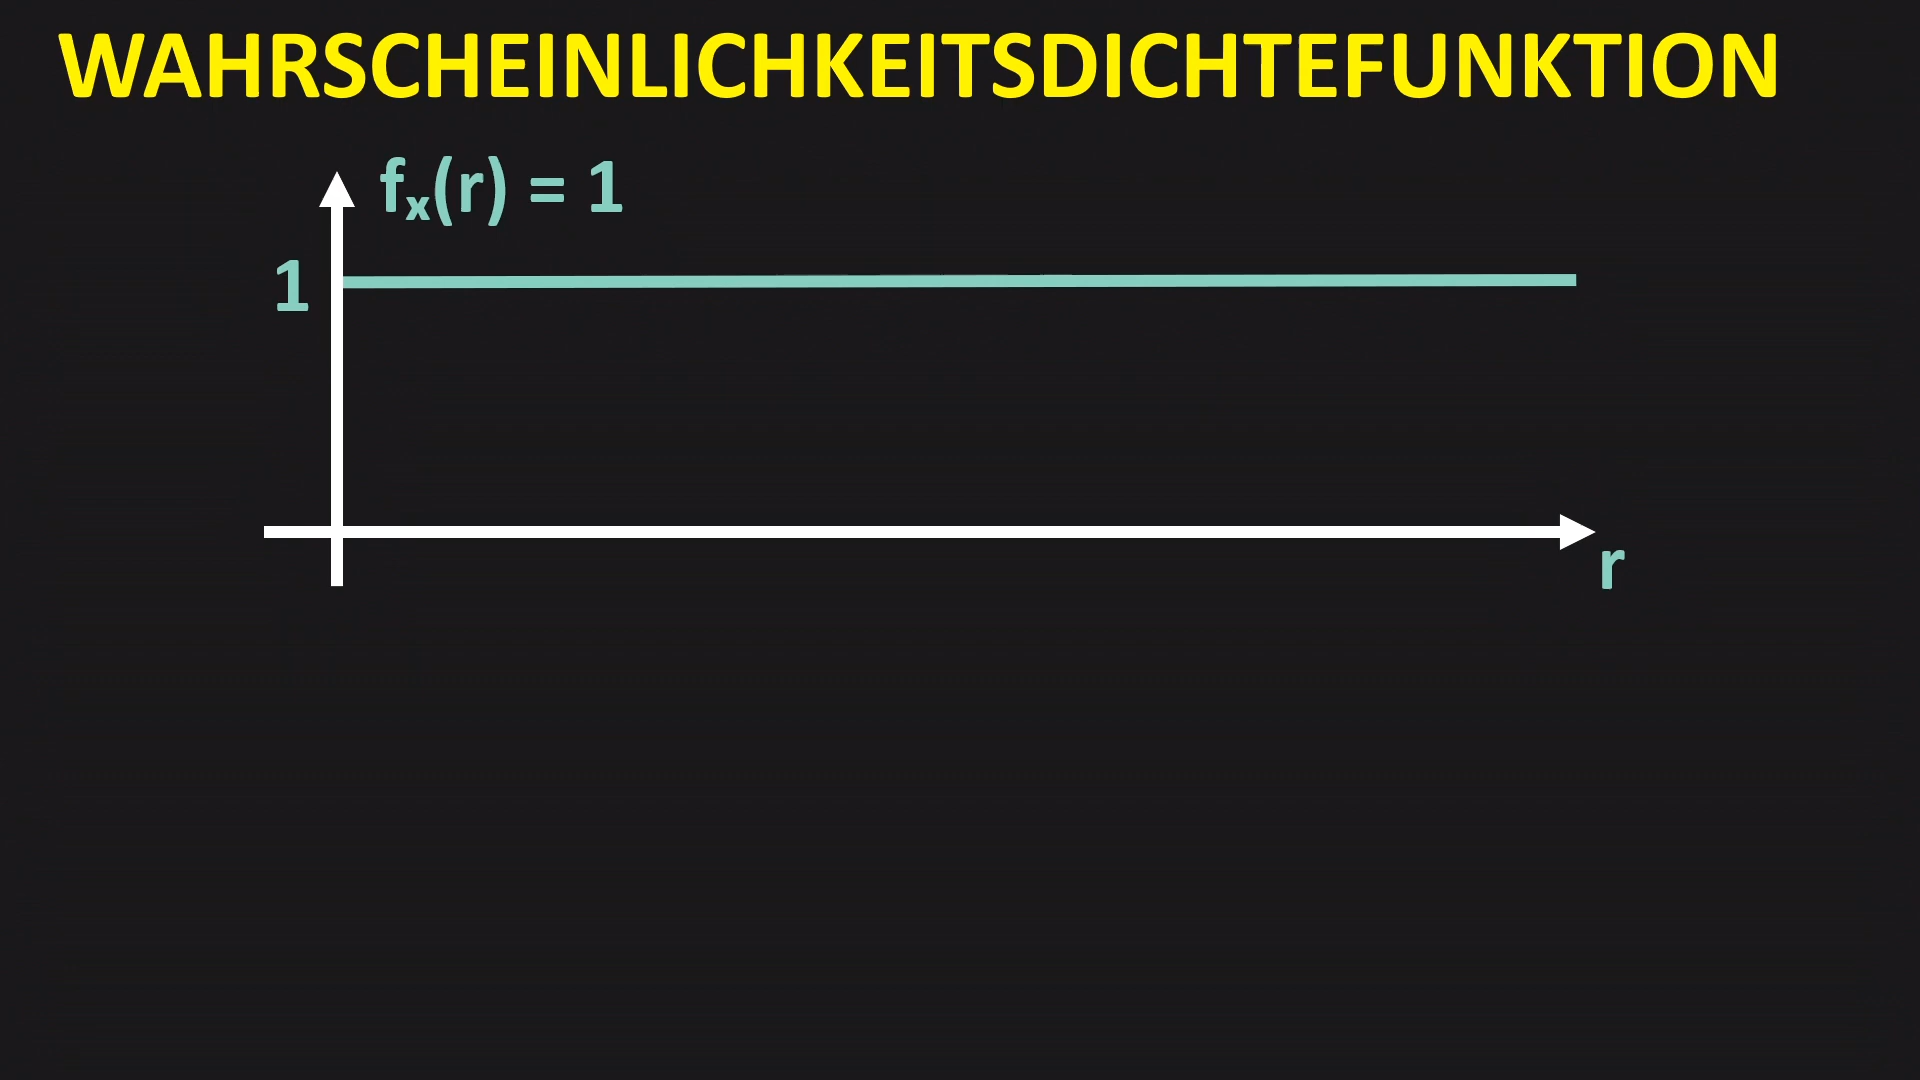 WAHRSCHEINLICHKEITSDICHTEFUNKTION
fₓ(r) = 1
1
r